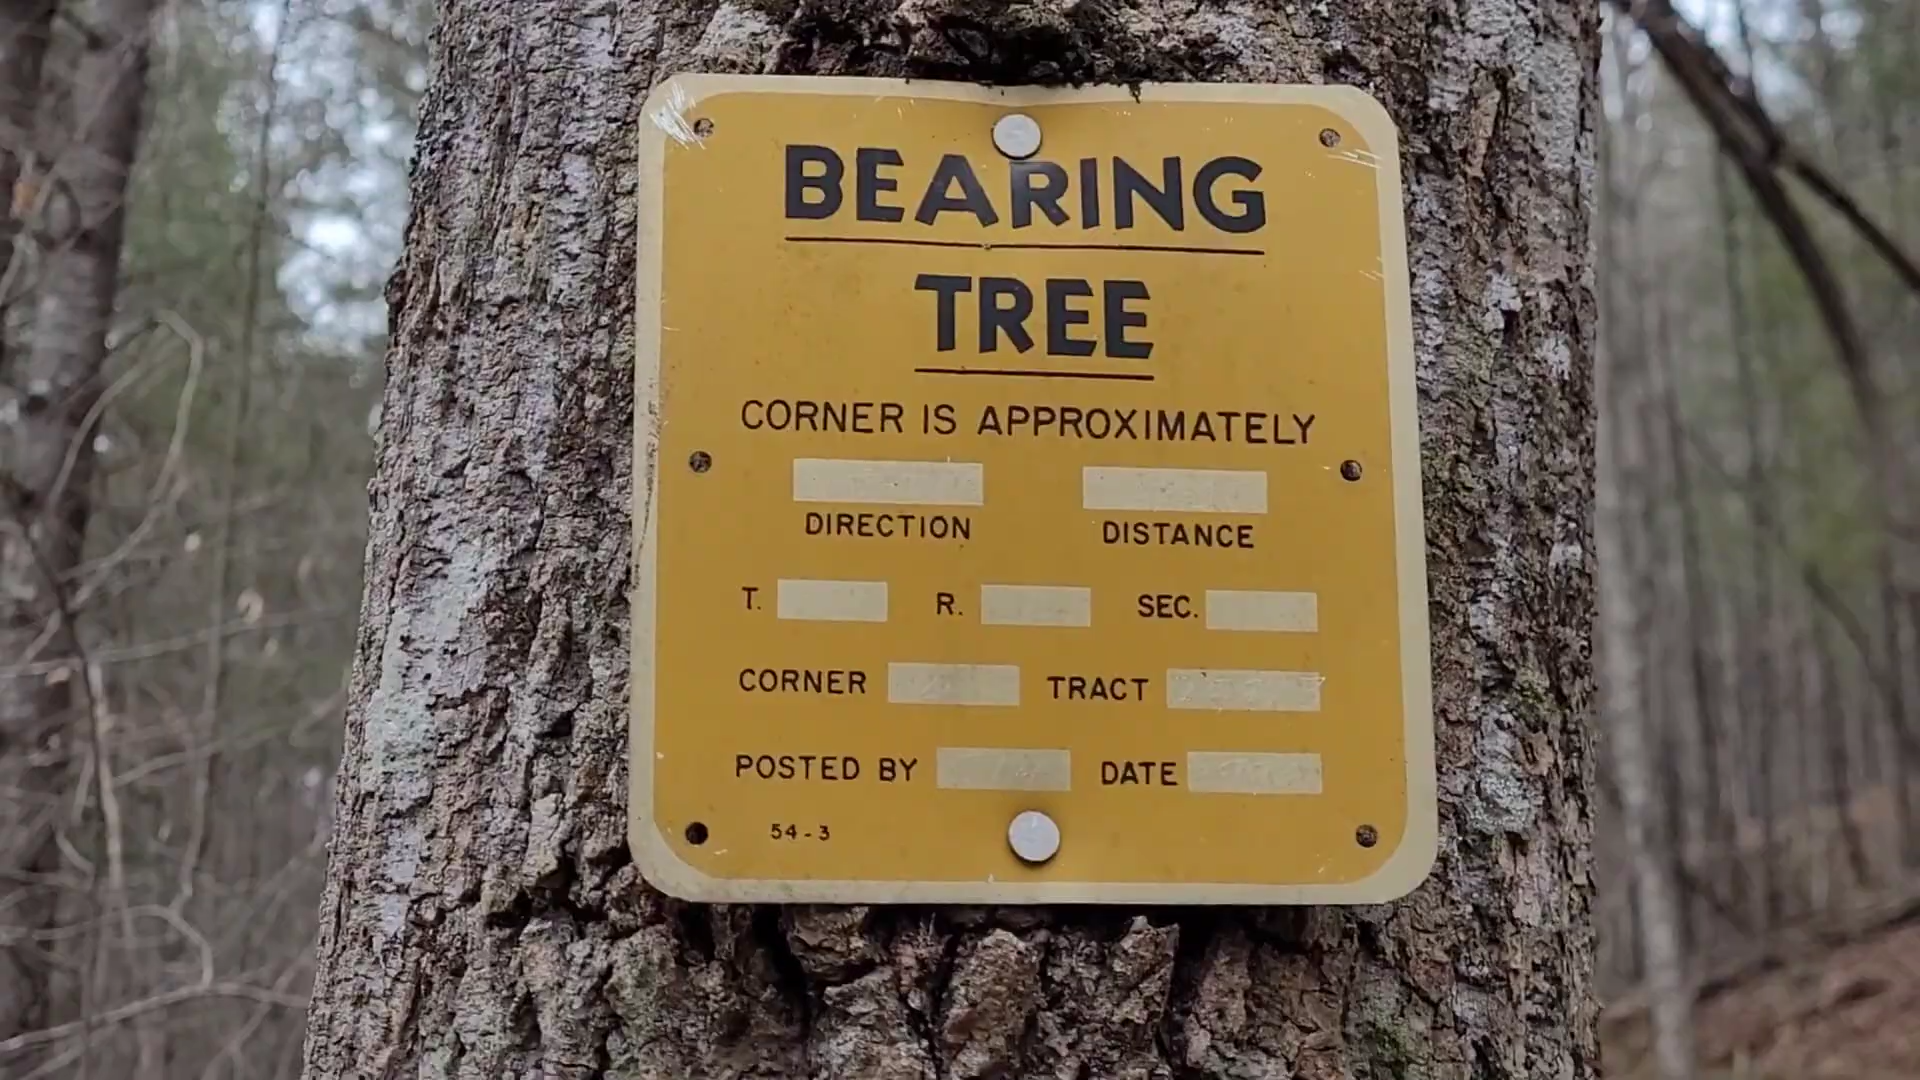 BEARING
TREE
CORNER IS APPROXIMATELY
DIRECTION DISTANCE
T. R. SEC.
CORNER TRACT
POSTED BY DATE
54-3